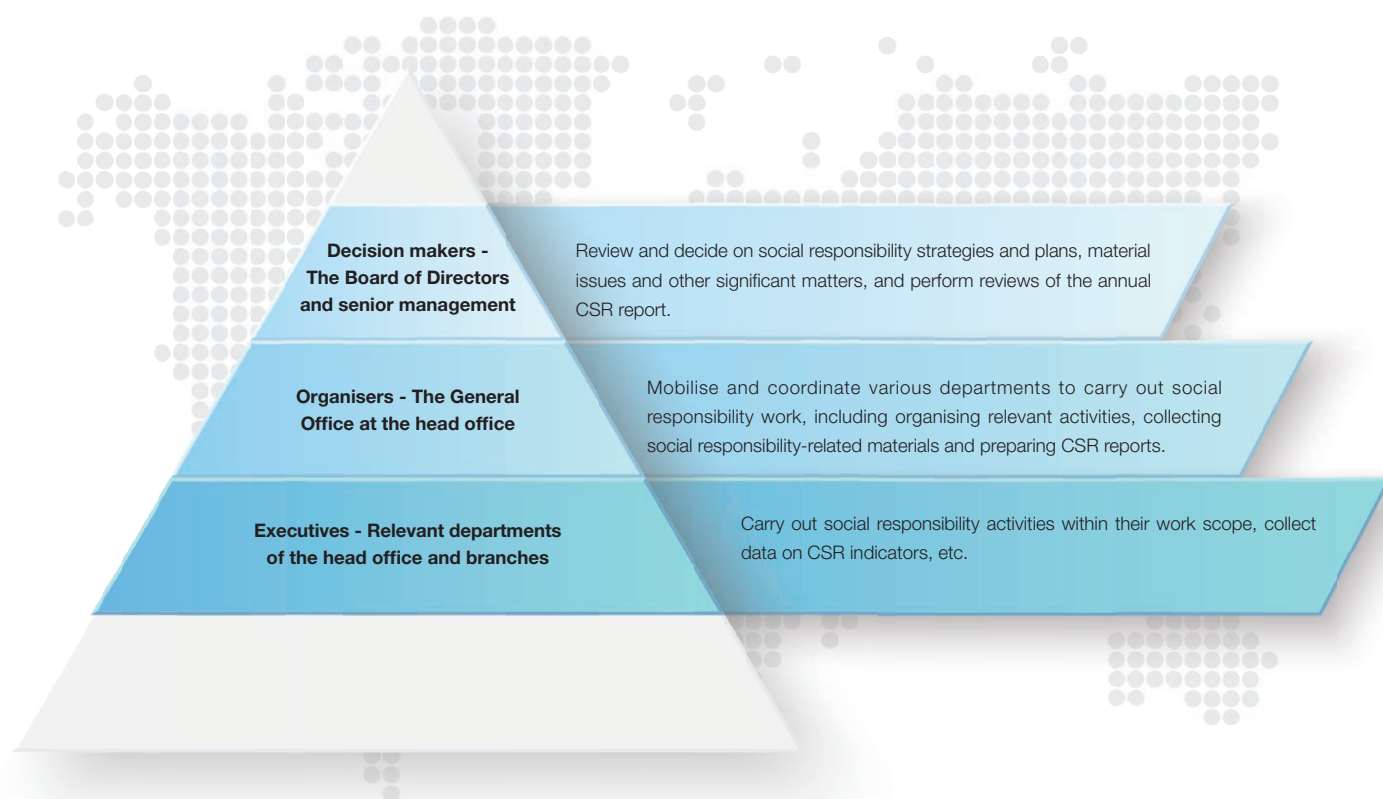 Decision makers -
The Board of Directors
and senior management
Review and decide on social responsibility strategies and plans, material
issues and other significant matters, and perform reviews of the annual
CSR report.
Organisers - The General
Office at the head office
Mobilise and coordinate various departments to carry out social
responsibility work, including organising relevant activities, collecting
social responsibility-related materials and preparing CSR reports.
Executives - Relevant departments
of the head office and branches
Carry out social responsibility activities within their work scope, collect
data on CSR indicators, etc.